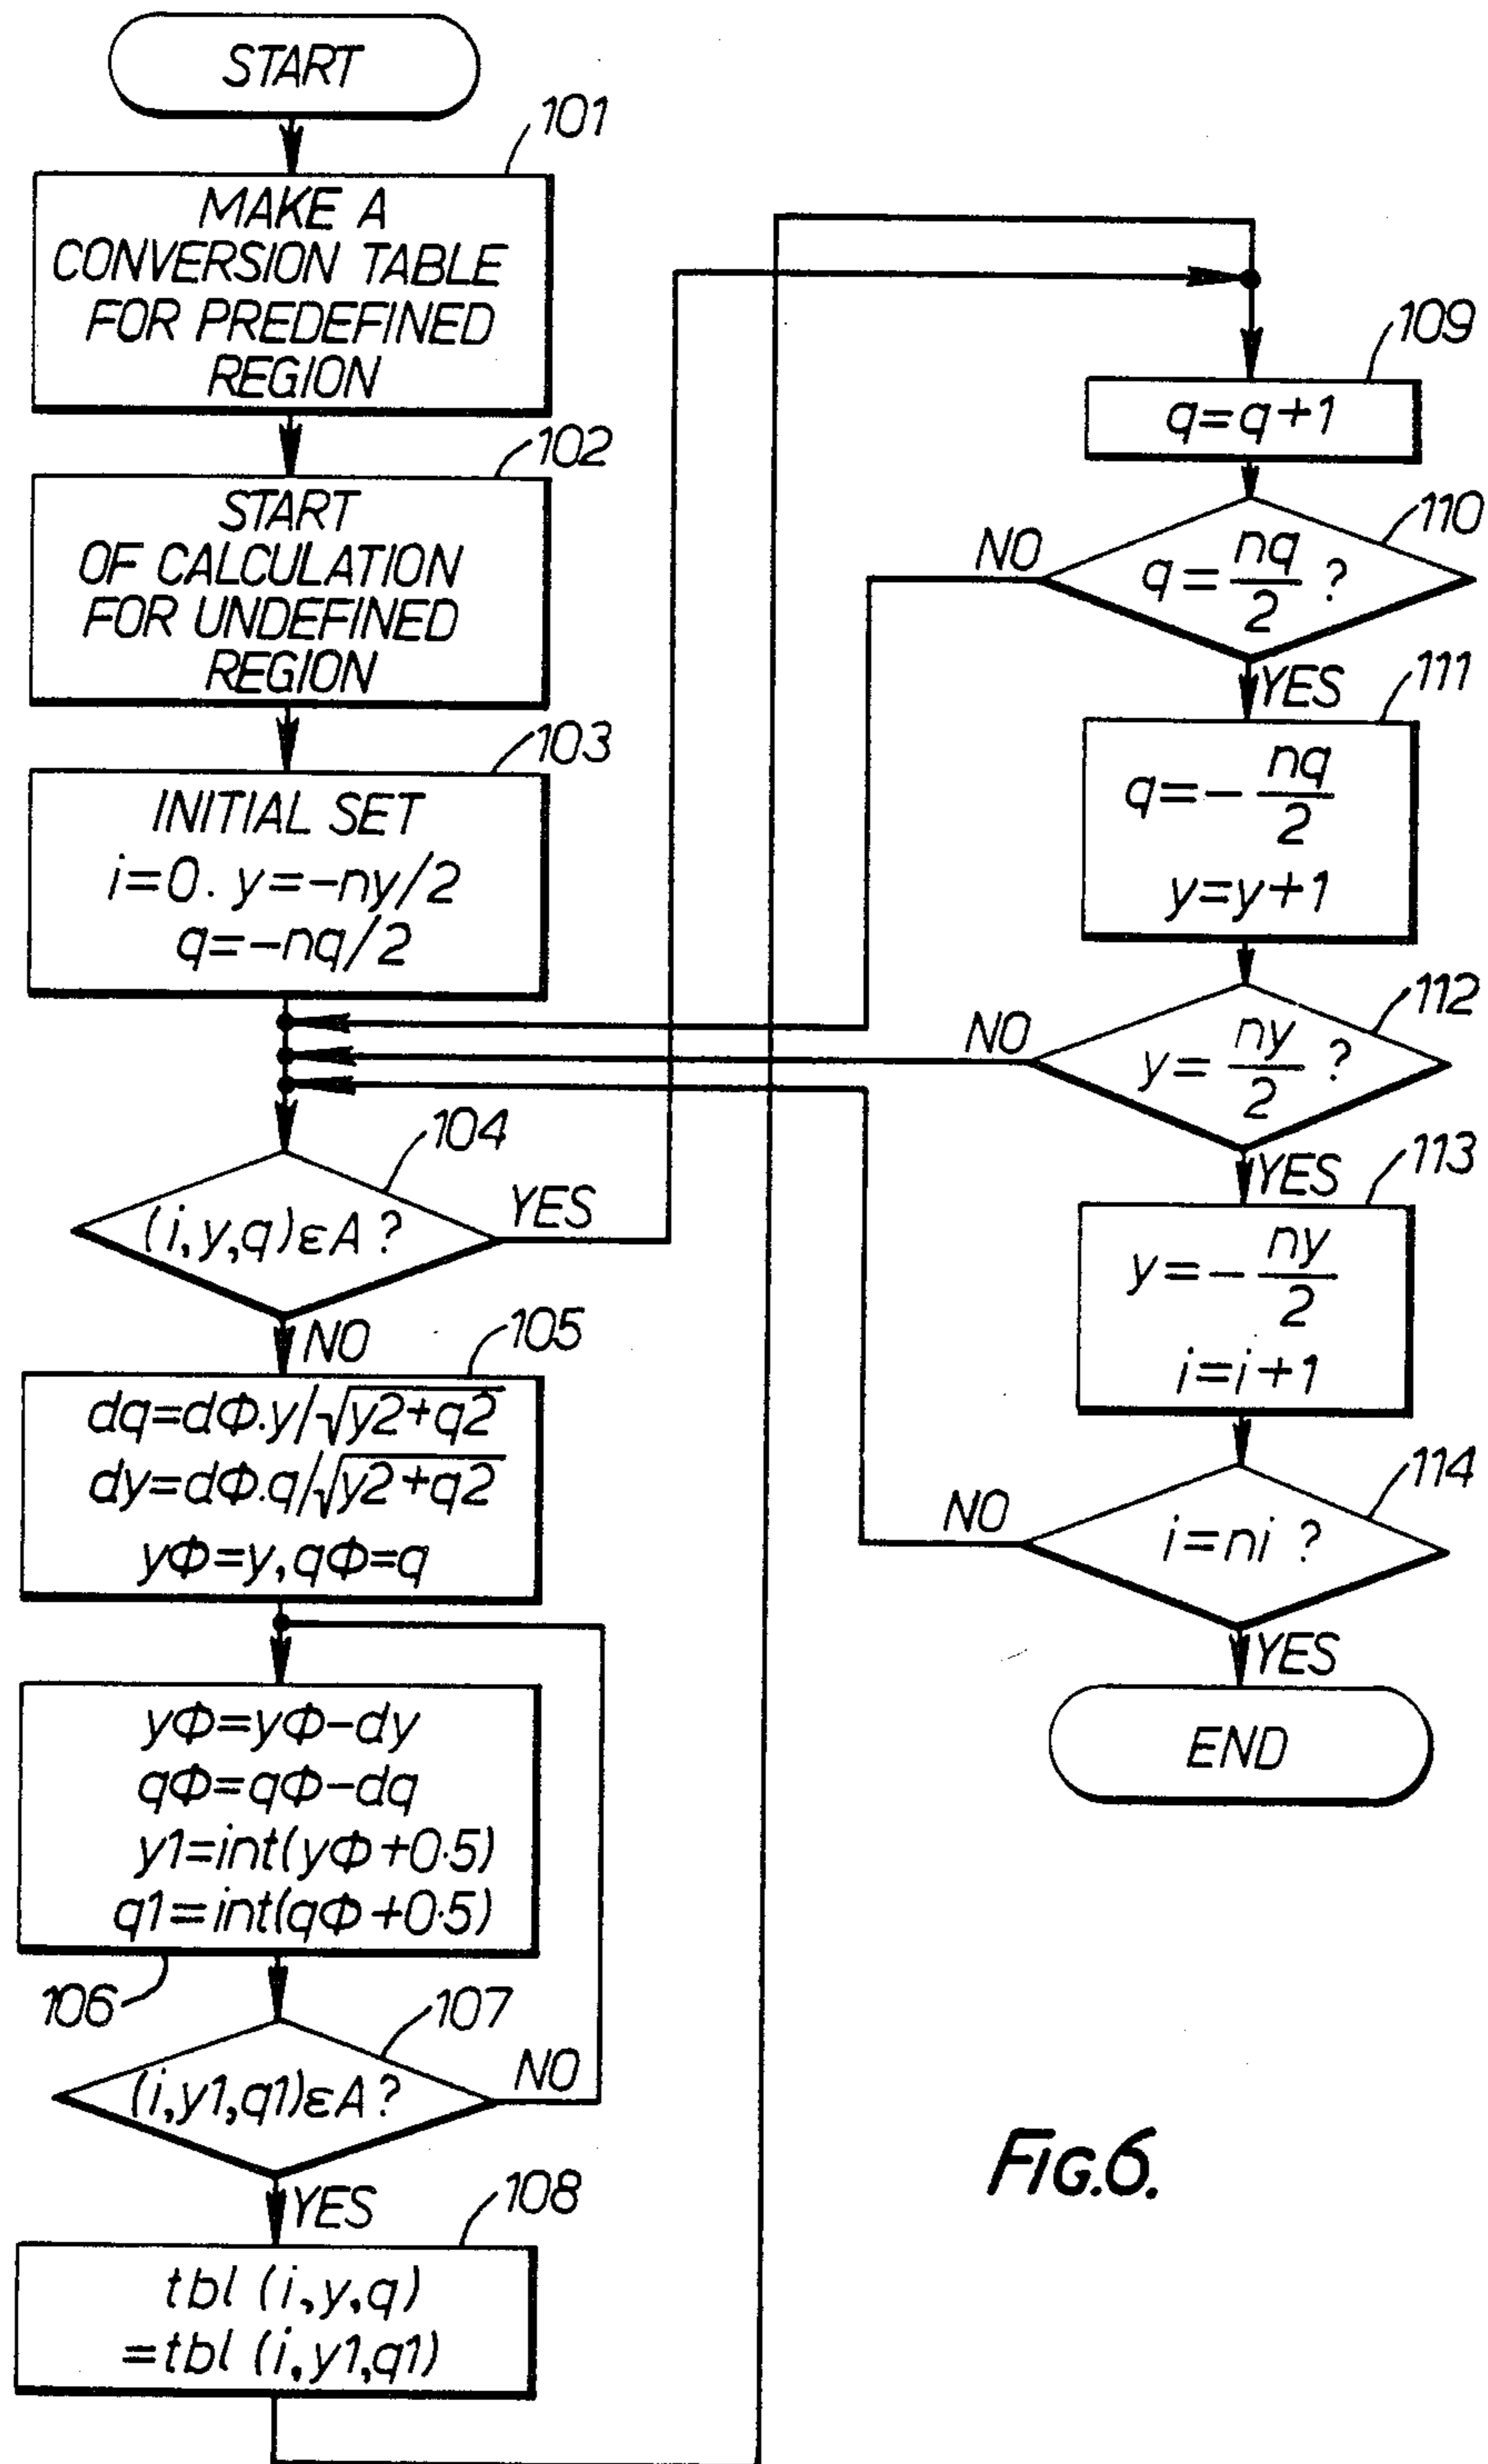 START
101
MAKE A
CONVERSION TABLE
FOR PREDEFINED
REGION
102
START
OF CALCULATION
FOR UNDEFINED
REGION
103
INITIAL SET
i=0. y=-ny/2
q=-nq/2
104
(i,y,q)εA?
YES
NO
105
dq=dΦ.y/√y2+q2
dy=dΦ.q/√y2+q2
yΦ=y,qΦ=q
yΦ=yΦ-dy
qΦ=qΦ-dq
y1=int(yΦ+0·5)
q1=int(qΦ+0·5)
106
107
(i,y1,q1)εA?
NO
YES
108
tbl (i,y,q)
=tbl (i,y1,q1)
109
q=q+1
110
NO
q=nq/2 ?
YES
111
q=-nq/2
y=y+1
112
NO
y=ny/2 ?
YES
113
y=-ny/2
i=i+1
114
NO
i=ni ?
YES
END
FIG.6.